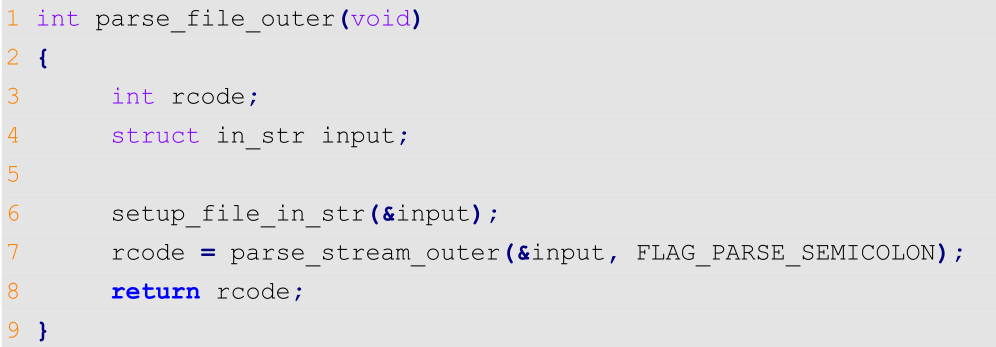 1 int parse_file_outer(void)
2 {
3     int rcode;
4     struct in_str input;
5
6     setup_file_in_str(&input);
7     rcode = parse_stream_outer(&input, FLAG_PARSE_SEMICOLON);
8     return rcode;
9 }